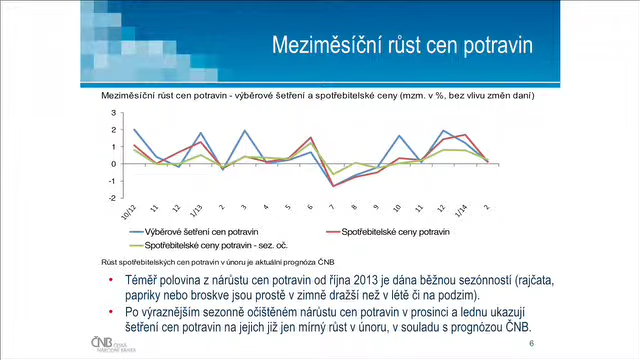 Meziměsíční růst cen potravin
Meziměsíční růst cen potravin - výběrové šetření a spotřebitelské ceny (mzm. v %, bez vlivu změn daní)
3
2
1
0
-1
-2
10/12 11 12 1/13 2 3 4 5 6 7 8 9 10 11 12 1/14 2
Výběrové šetření cen potravin Spotřebitelské ceny potravin
Spotřebitelské ceny potravin - sez. oč.
Růst spotřebitelských cen potravin v únoru je aktuální prognóza ČNB
• Téměř polovina z nárůstu cen potravin od října 2013 je dána běžnou sezónností (rajčata,
papriky nebo broskve jsou prostě v zimně dražší než v létě či na podzim).
• Po výraznějším sezonně očištěném nárůstu cen potravin v prosinci a lednu ukazují
šetření cen potravin na jejich již jen mírný růst v únoru, v souladu s prognózou ČNB.
ČNB ČESKÁ
NÁRODNÍ BANKA
6